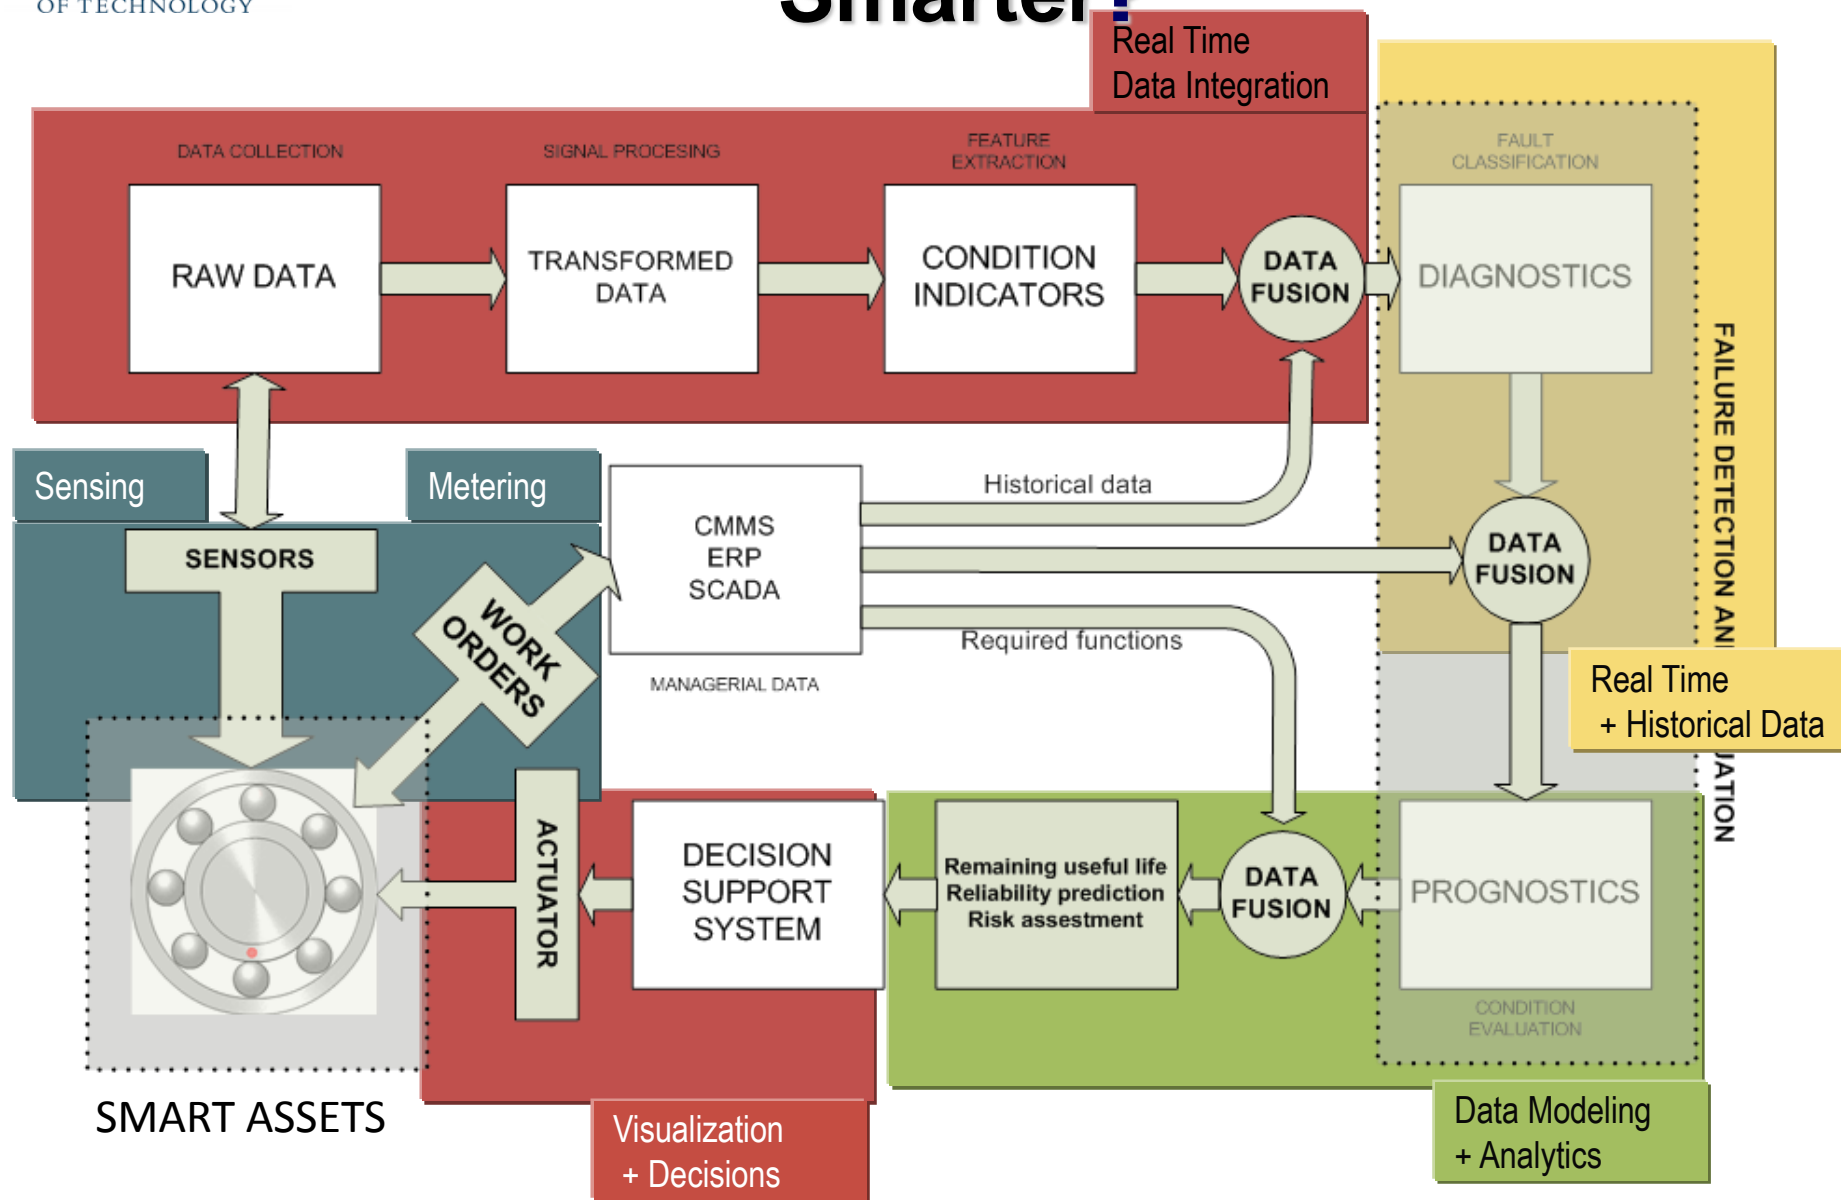 OF TECHNOLOGY
Smarter?
Real Time
Data Integration
DATA COLLECTION
SIGNAL PROCESING
FEATURE
EXTRACTION
FAULT
CLASSIFICATION
RAW DATA
TRANSFORMED
DATA
CONDITION
INDICATORS
DATA
FUSION
DIAGNOSTICS
Sensing
Metering
SENSORS
WORK
ORDERS
CMMS
ERP
SCADA
MANAGERIAL DATA
Historical data
Required functions
DATA
FUSION
FAILURE DETECTION AND
Real Time
+ Historical Data
ACTUATOR
DECISION
SUPPORT
SYSTEM
Remaining useful life
Reliability prediction
Risk assestment
DATA
FUSION
PROGNOSTICS
CONDITION
EVALUATION
SMART ASSETS
Visualization
+ Decisions
Data Modeling
+ Analytics